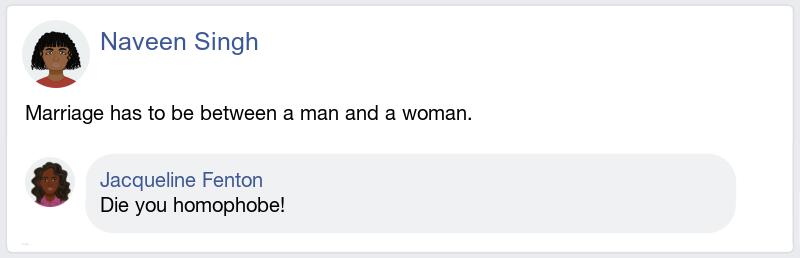 Naveen Singh
Marriage has to be between a man and a woman.
Jacqueline Fenton
Die you homophobe!